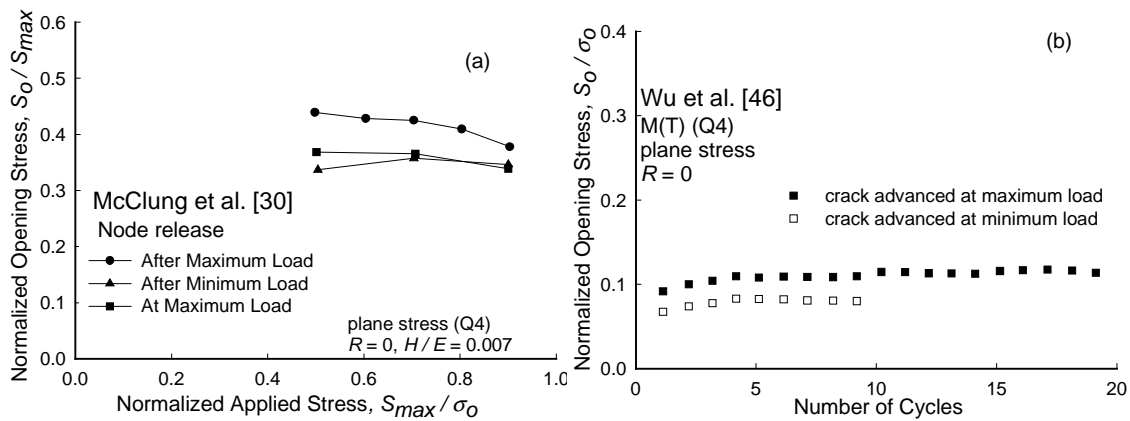 (a)
Normalized Opening Stress, So / Smax
0.6
0.4
0.4
0.3
0.2
0.1
0.0
McClung et al. [30]
Node release
After Maximum Load
After Minimum Load
At Maximum Load
plane stress (Q4)
R = 0, H / E = 0.007
0.0
0.2
0.4
0.6
0.8
1.0
Normalized Applied Stress, Smax / σo
(b)
Normalized Opening Stress, So / σo
0.4
0.3
0.2
0.1
0.0
Wu et al. [46]
M(T) (Q4)
plane stress
R = 0
crack advanced at maximum load
crack advanced at minimum load
0
5
10
15
20
Number of Cycles